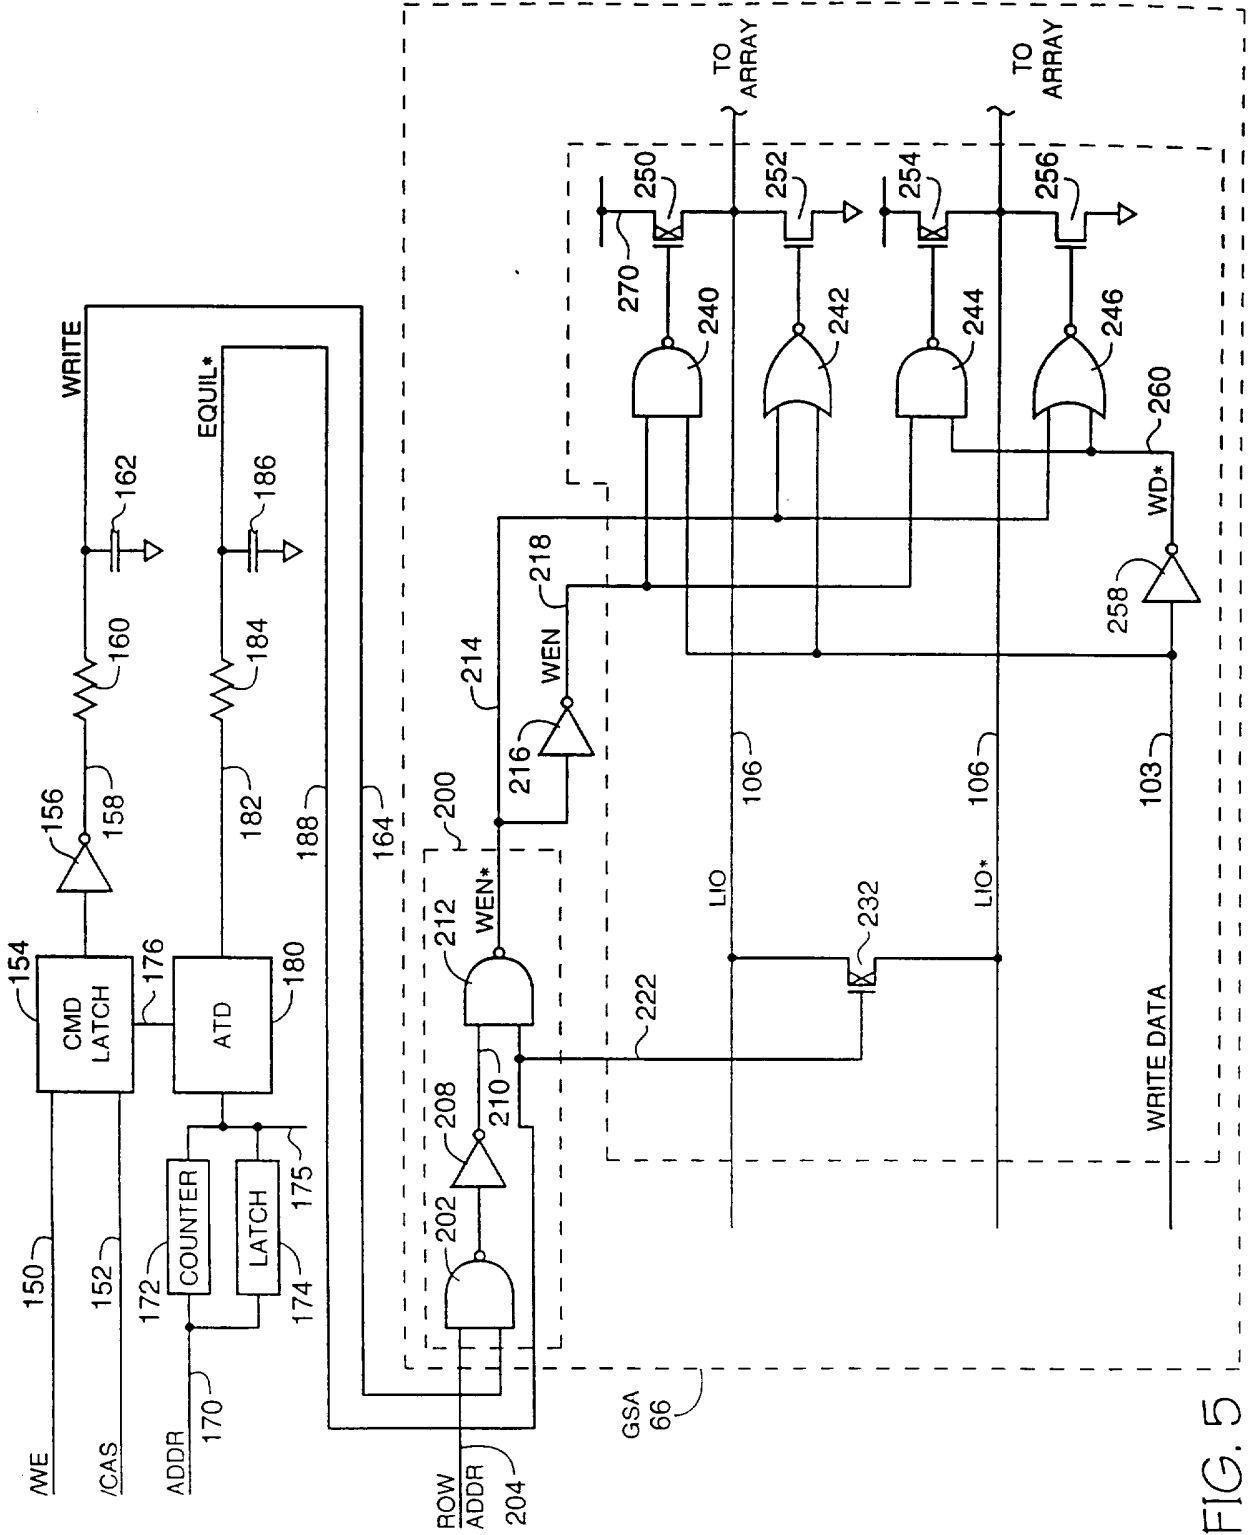 /WE
150
/CAS
152
ADDR
170
172
COUNTER
LATCH
174
175
154
CMD
LATCH
176
ATD
180
156
158
160
162
WRITE
182
184
186
EQUIL*
188
164
ROW
ADDR
204
GSA
66
200
202
208
210
212
WEN*
214
216
WEN
218
222
232
LIO
106
LIO*
106
WRITE DATA
103
258
WD*
260
240
242
244
246
270
250
252
254
256
TO
ARRAY
TO
ARRAY
FIG. 5